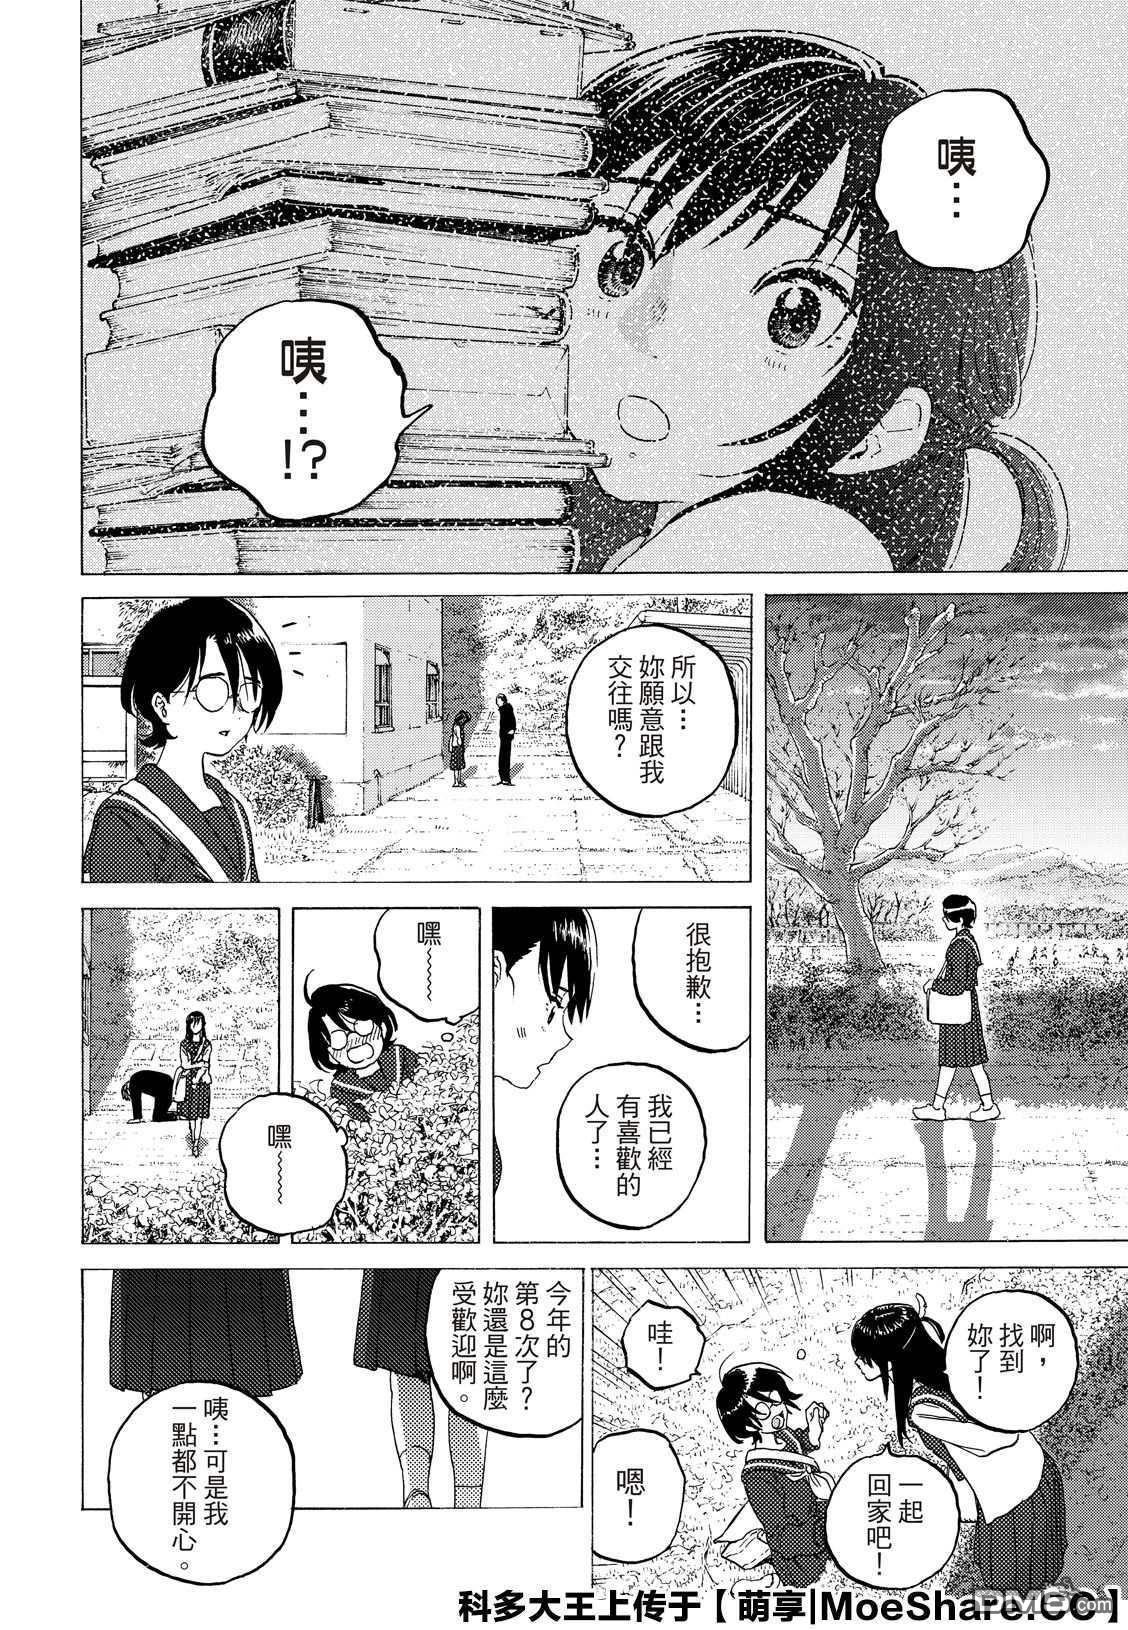 咦…
咦…
!?
所以…
妳願意跟我
交往嗎？
很抱歉…
我已經
有喜歡的
人了…
嘿
嘿
啊，
找到
妳了！
哇！
一起
回家吧！
嗯！
今年的
第8次了？
妳還是這麼
受歡迎啊。
咦…可是我
一點都不開心。
科多大王上传于【萌享|MoeShare.CC】